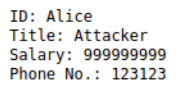 ID: Alice
Title: Attacker
Salary: 999999999
Phone No.: 123123